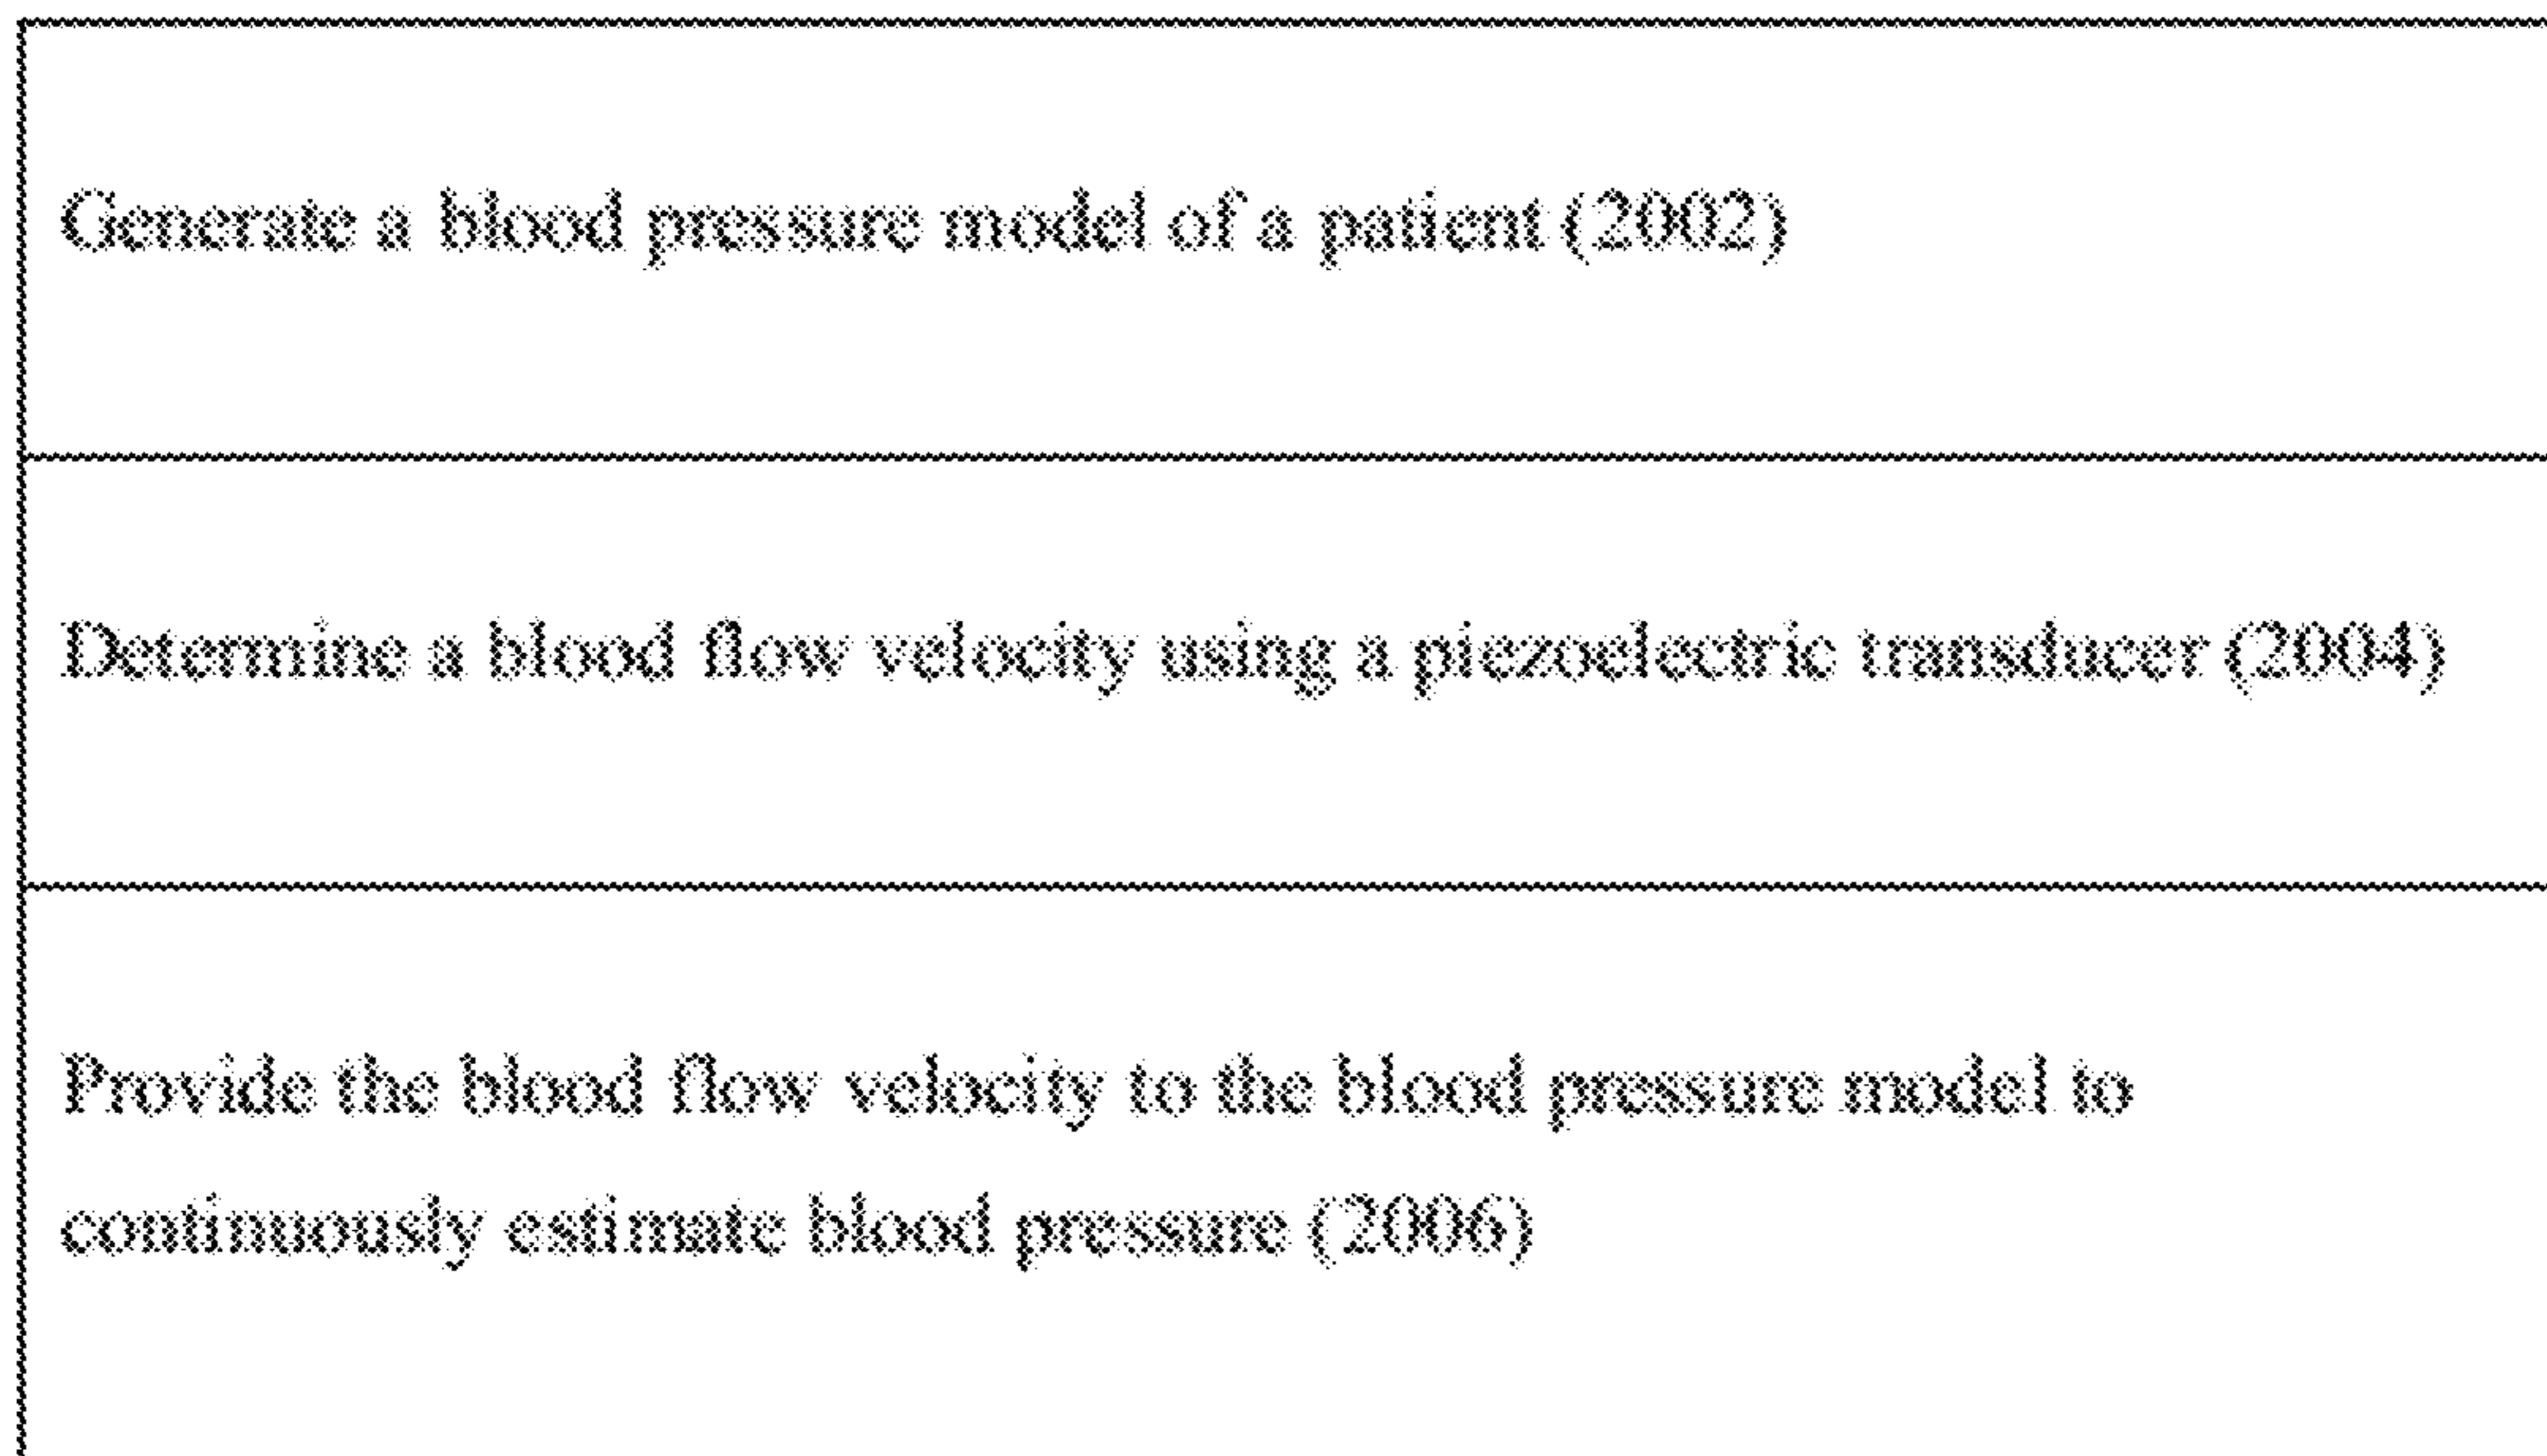 Generate a blood pressure model of a patient (2002)
Determine a blood flow velocity using a piezoelectric transducer (2004)
Provide the blood flow velocity to the blood pressure model to
continuously estimate blood pressure (2006)